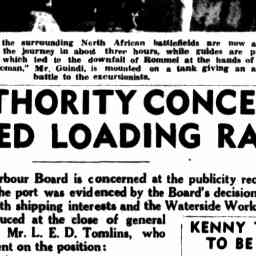 the surrounding North African battlefields are now a
the journey in about three hours, while guides are p
which led to the downfall of Rommel at the hands of
coman," Mr. Guindi, is mounted on a tank giving an a
battle to the excursionists.
THORITY CONCE
ED LOADING RA
rbour Board is concerned at the publicity rec
he port was evidenced by the Board's decision
th shipping interests and the Waterside Work
uced at the close of general
Mr. L. E. D. Tomlins, who
ent on the position:
KENNY
TO BE